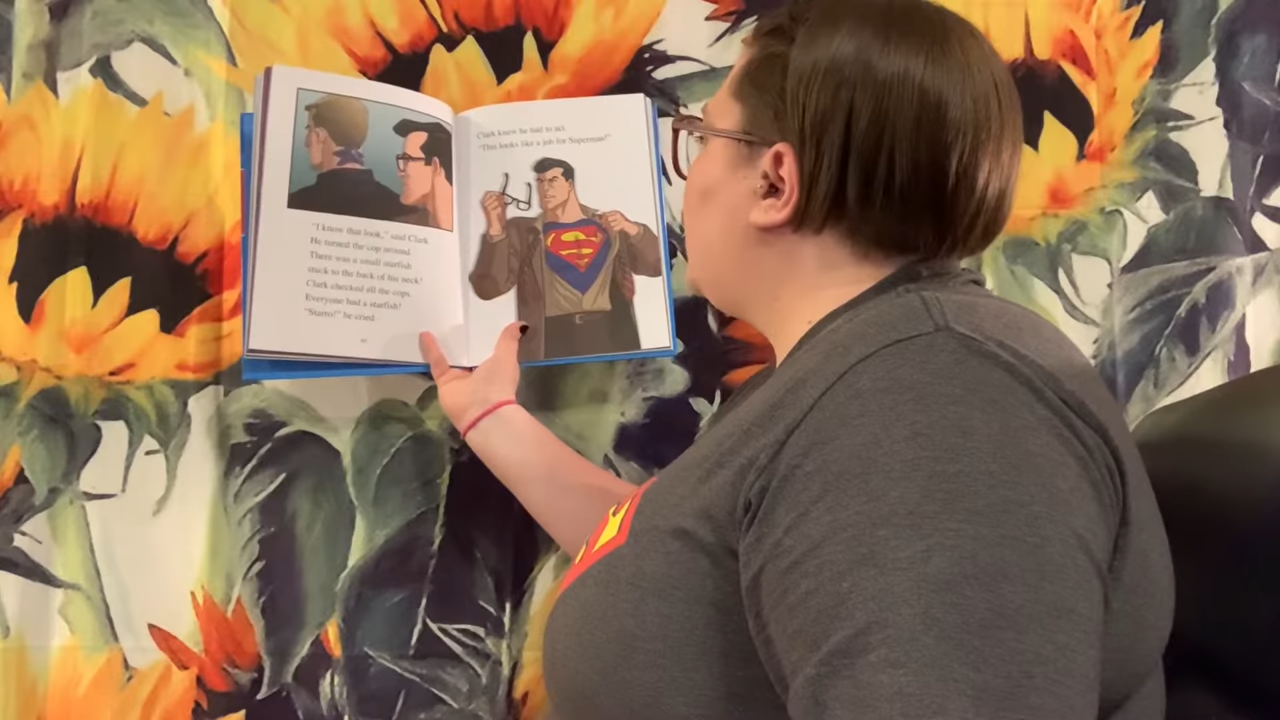 "I know that look," said Clark.
He turned the cop around.
There was a small starfish
stuck to the back of his neck!
Clark checked all the cops.
Everyone had a starfish!
"Starro!" he cried.
Clark knew he had to act.
"This looks like a job for Superman!"